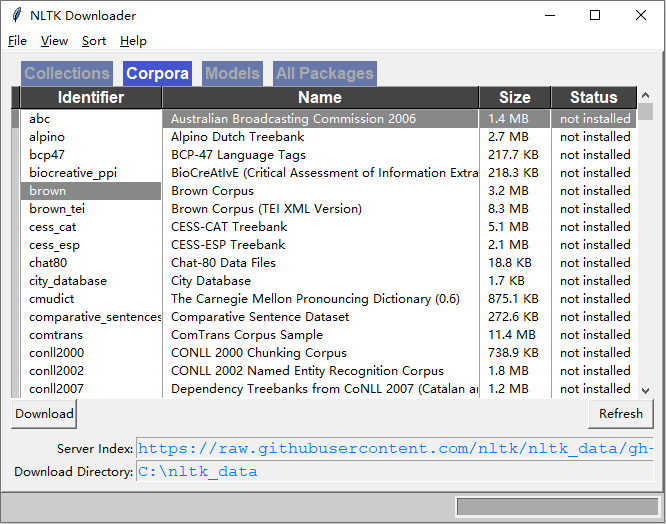 NLTK Downloader
File View Sort Help
Collections Corpora Models All Packages
Identifier Name Size Status
abc Australian Broadcasting Commission 2006 1.4 MB not installed
alpino Alpino Dutch Treebank 2.7 MB not installed
bcp47 BCP-47 Language Tags 217.7 KB not installed
biocreative_ppi BioCreAtIvE (Critical Assessment of Information Extra 218.3 KB not installed
brown Brown Corpus 3.2 MB not installed
brown_tei Brown Corpus (TEI XML Version) 8.3 MB not installed
cess_cat CESS-CAT Treebank 5.1 MB not installed
cess_esp CESS-ESP Treebank 2.1 MB not installed
chat80 Chat-80 Data Files 18.8 KB not installed
city_database City Database 1.7 KB not installed
cmudict The Carnegie Mellon Pronouncing Dictionary (0.6) 875.1 KB not installed
comparative_sentences Comparative Sentence Dataset 272.6 KB not installed
comtrans ComTrans Corpus Sample 11.4 MB not installed
conll2000 CONLL 2000 Chunking Corpus 738.9 KB not installed
conll2002 CONLL 2002 Named Entity Recognition Corpus 1.8 MB not installed
conll2007 Dependency Treebanks from CoNLL 2007 (Catalan ar 1.2 MB not installed
Download Refresh
Server Index: https://raw.githubusercontent.com/nltk/nltk_data/gh-
Download Directory: C:\nltk_data